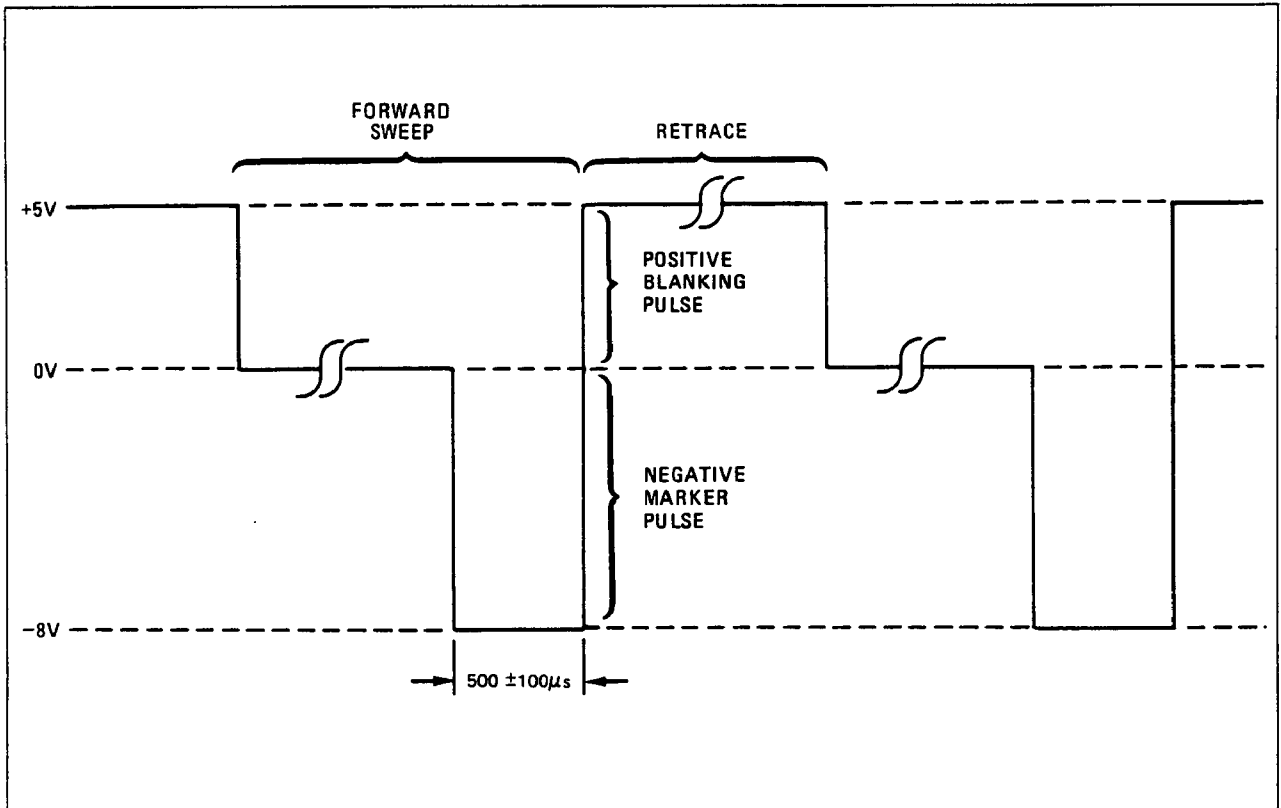 FORWARD
SWEEP
RETRACE
+5V
POSITIVE
BLANKING
PULSE
0V
NEGATIVE
MARKER
PULSE
−8V
500 ±100μs